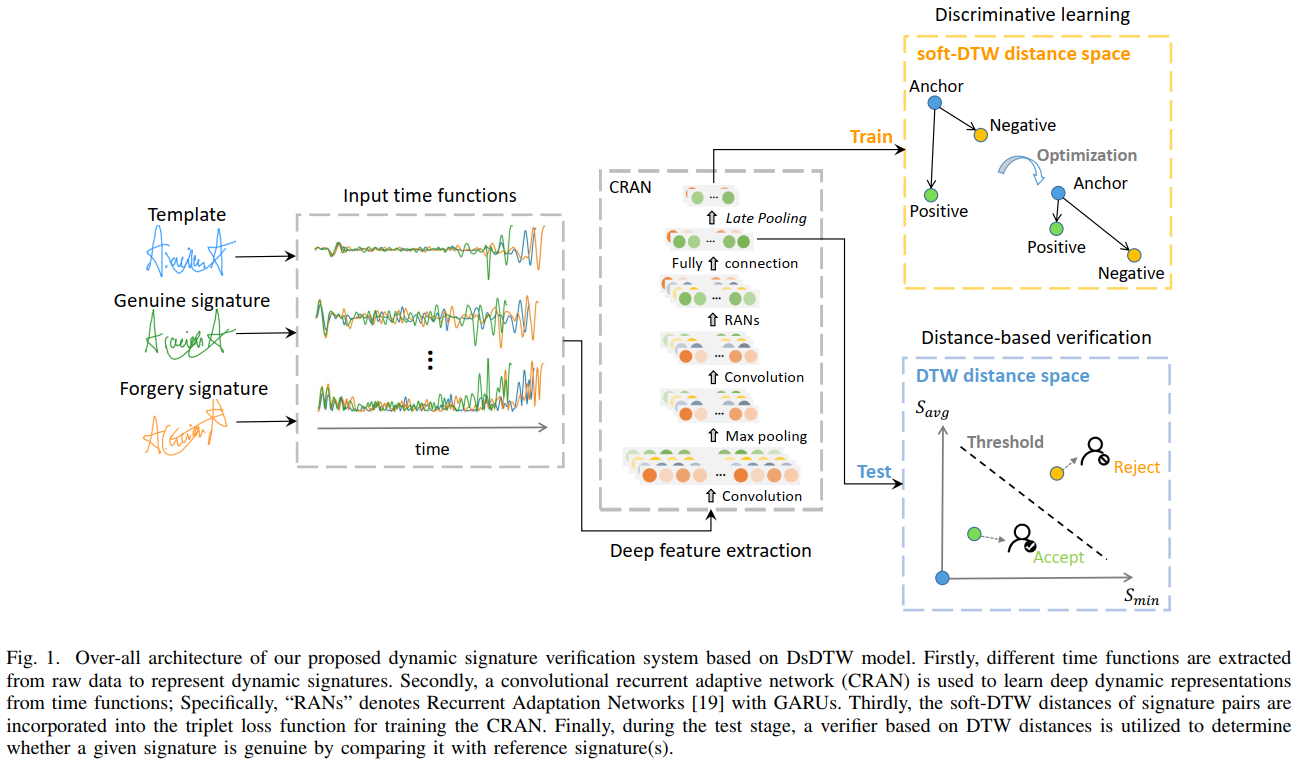 Discriminative learning
soft-DTW distance space
Anchor
Negative
Train
Optimization
CRAN
Anchor
Input time functions
Positive
Template
Late Pooling
Positive
Fully connection
Negative
Genuine signature
RANs
Distance-based verification
DTW distance space
Forgery signature
Convolution
S_avg
Max pooling
Threshold
time
Reject
Test
Convolution
Deep feature extraction
Accept
S_min
Fig. 1. Over-all architecture of our proposed dynamic signature verification system based on DsDTW model. Firstly, different time functions are extracted
from raw data to represent dynamic signatures. Secondly, a convolutional recurrent adaptive network (CRAN) is used to learn deep dynamic representations
from time functions; Specifically, “RANs” denotes Recurrent Adaptation Networks [19] with GARUs. Thirdly, the soft-DTW distances of signature pairs are
incorporated into the triplet loss function for training the CRAN. Finally, during the test stage, a verifier based on DTW distances is utilized to determine
whether a given signature is genuine by comparing it with reference signature(s).